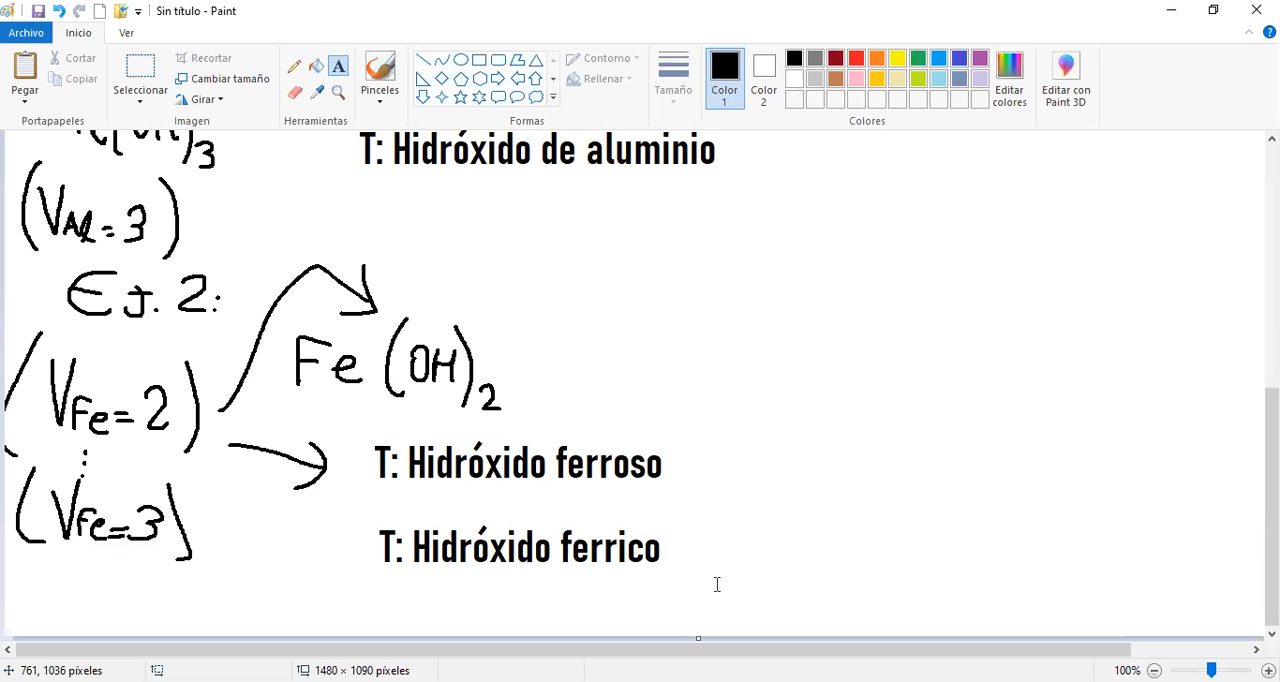 Sin título - Paint
Archivo Inicio Ver
Pegar
Cortar
Copiar
Portapapeles
Seleccionar
Recortar
Cambiar tamaño
Girar
Imagen
A
Herramientas
Pinceles
Contorno
Rellenar
Formas
Tamaño
Color 1
Color 2
Editar colores
Colores
Editar con Paint 3D
(OH)3
T: Hidróxido de aluminio
(VAl=3)
EJ. 2:
(VFe=2)
Fe(OH)2
T: Hidróxido ferroso
(VFe=3)
T: Hidróxido ferrico
761, 1036 píxeles
1480 × 1090 píxeles
100%